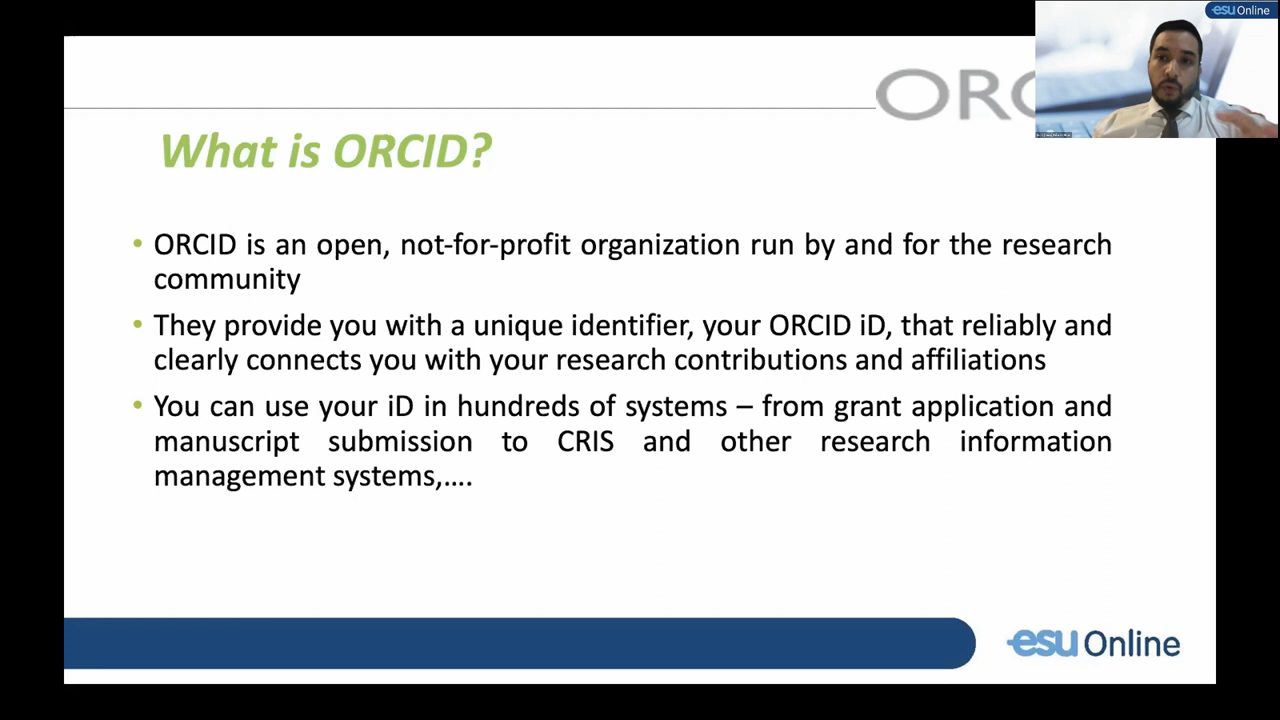 esu Online
ORC
What is ORCID?
• ORCID is an open, not-for-profit organization run by and for the research
community
• They provide you with a unique identifier, your ORCID iD, that reliably and
clearly connects you with your research contributions and affiliations
• You can use your iD in hundreds of systems – from grant application and
manuscript submission to CRIS and other research information
management systems,....
esu Online